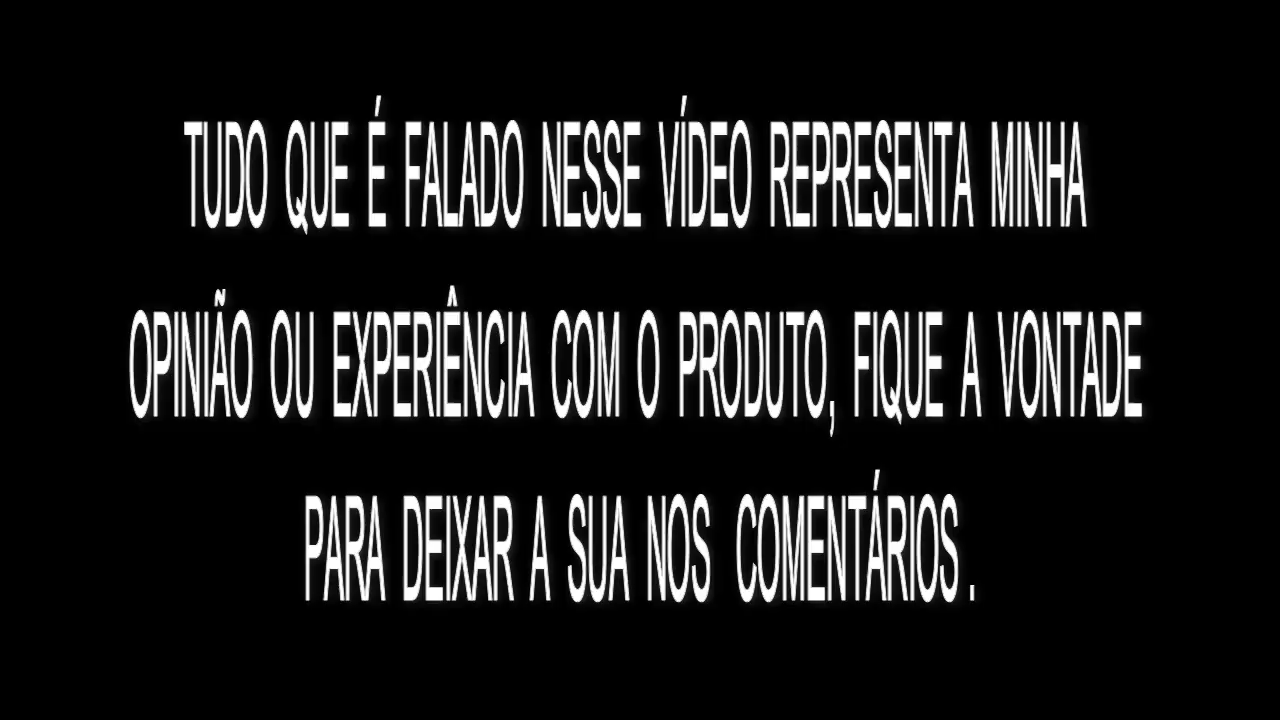 TUDO QUE É FALADO NESSE VÍDEO REPRESENTA MINHA
OPINIÃO OU EXPERIÊNCIA COM O PRODUTO, FIQUE A VONTADE
PARA DEIXAR A SUA NOS COMENTÁRIOS.